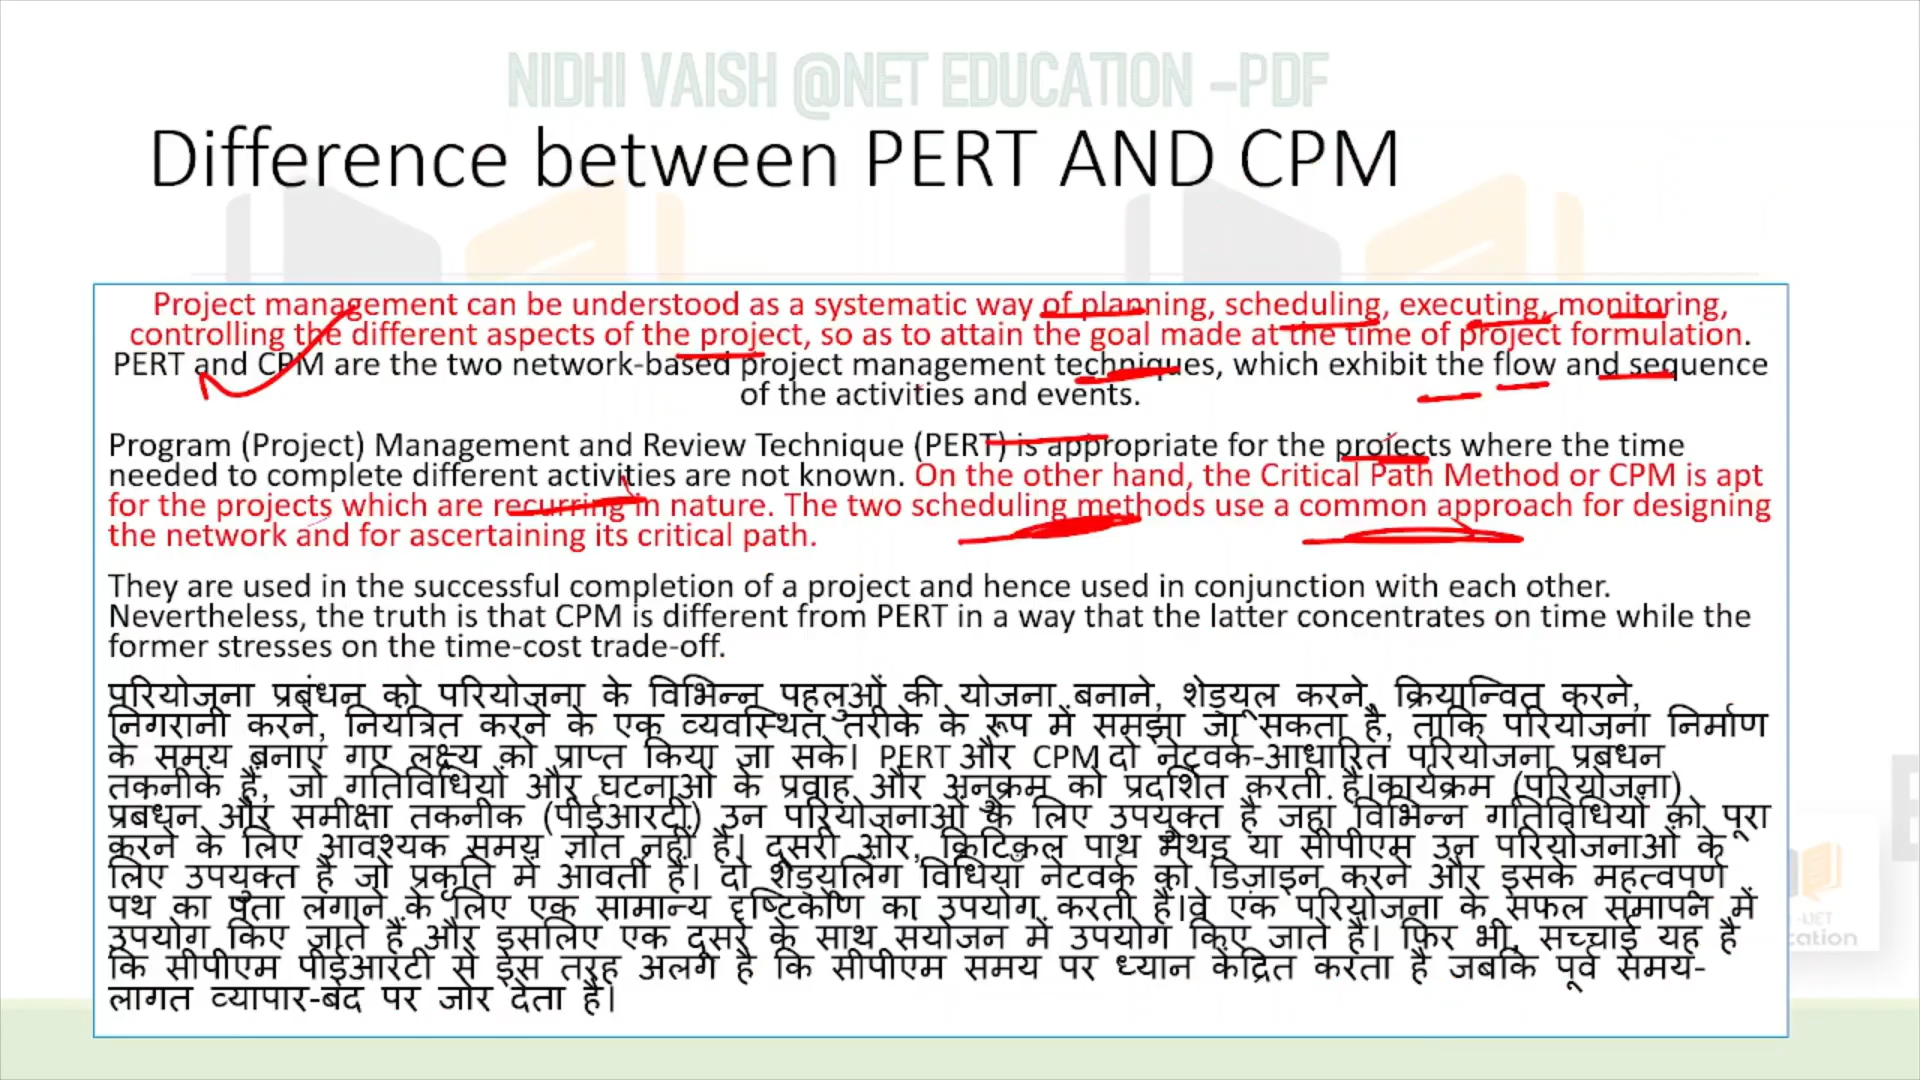 NIDHI VAISH @NET EDUCATION -PDF
Difference between PERT AND CPM
Project management can be understood as a systematic way of planning, scheduling, executing, monitoring,
controlling the different aspects of the project, so as to attain the goal made at the time of project formulation.
PERT and CPM are the two network-based project management techniques, which exhibit the flow and sequence
of the activities and events.
Program (Project) Management and Review Technique (PERT) is appropriate for the projects where the time
needed to complete different activities are not known. On the other hand, the Critical Path Method or CPM is apt
for the projects which are recurring in nature. The two scheduling methods use a common approach for designing
the network and for ascertaining its critical path.
They are used in the successful completion of a project and hence used in conjunction with each other.
Nevertheless, the truth is that CPM is different from PERT in a way that the latter concentrates on time while the
former stresses on the time-cost trade-off.
परियोजना प्रबंधन को परियोजना के विभिन्न पहलुओं की योजना बनाने, शेड्यूल करने, क्रियान्वित करने,
निगरानी करने, नियंत्रित करने के एक व्यवस्थित तरीके के रूप में समझा जा सकता है, ताकि परियोजना निर्माण
के समय बनाए गए लक्ष्य को प्राप्त किया जा सके। PERT और CPM दो नेटवर्क-आधारित परियोजना प्रबंधन
तकनीकें हैं, जो गतिविधियों और घटनाओं के प्रवाह और अनुक्रम को प्रदर्शित करती हैं।कार्यक्रम (परियोजना)
प्रबंधन और समीक्षा तकनीक (पीईआरटी) उन परियोजनाओं के लिए उपयुक्त है जहां विभिन्न गतिविधियों को पूरा
करने के लिए आवश्यक समय ज्ञात नहीं है। दूसरी ओर, क्रिटिकल पाथ मेथड या सीपीएम उन परियोजनाओं के
लिए उपयुक्त है जो प्रकृति में आवर्ती हैं। दो शेड्यूलिंग विधियां नेटवर्क को डिज़ाइन करने और इसके महत्वपूर्ण
पथ का पता लगाने के लिए एक सामान्य दृष्टिकोण का उपयोग करती हैं।वे एक परियोजना के सफल समापन में
उपयोग किए जाते हैं और इसलिए एक दूसरे के साथ संयोजन में उपयोग किए जाते हैं। फिर भी, सच्चाई यह है
कि सीपीएम पीईआरटी से इस तरह अलग है कि सीपीएम समय पर ध्यान केंद्रित करता है जबकि पूर्व समय-
लागत व्यापार-बंद पर जोर देता है।